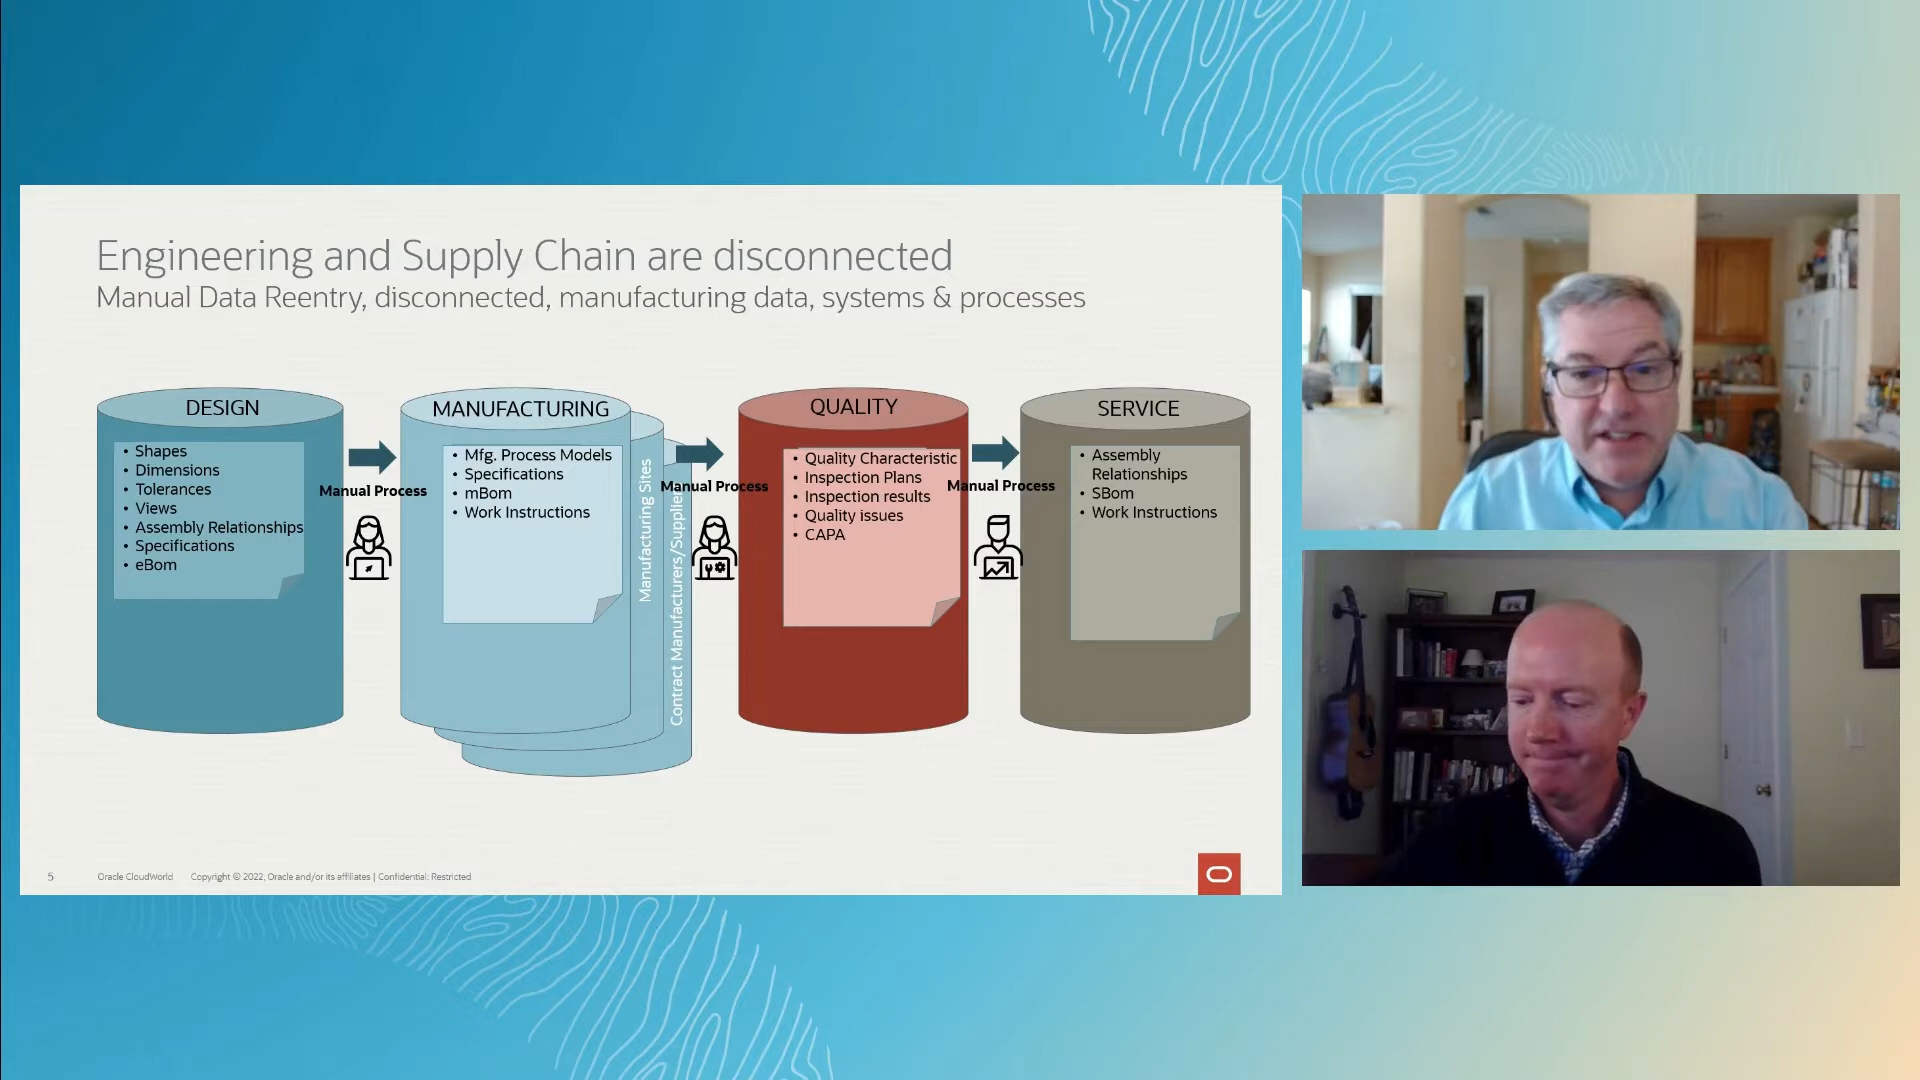 Engineering and Supply Chain are disconnected
Manual Data Reentry, disconnected, manufacturing data, systems & processes
DESIGN
• Shapes
• Dimensions
• Tolerances
• Views
• Assembly Relationships
• Specifications
• eBom
Manual Process
MANUFACTURING
• Mfg. Process Models
• Specifications
• mBom
• Work Instructions
Manufacturing Sites
Contract Manufacturers/Supplier
Manual Process
QUALITY
• Quality Characteristic
• Inspection Plans
• Inspection results
• Quality issues
• CAPA
Manual Process
SERVICE
• Assembly
Relationships
• SBom
• Work Instructions
5
Oracle CloudWorld
Copyright © 2022, Oracle and/or its affiliates | Confidential: Restricted